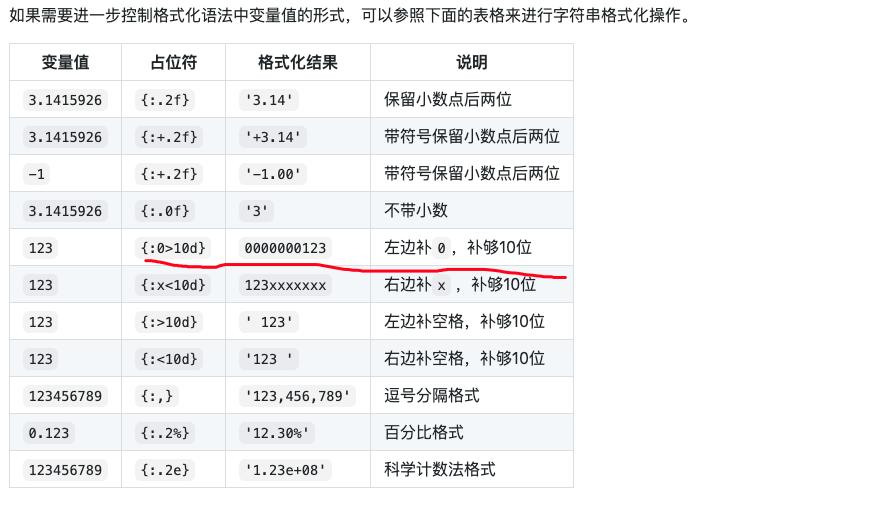 如果需要进一步控制格式化语法中变量值的形式，可以参照下面的表格来进行字符串格式化操作。
变量值 占位符 格式化结果 说明
3.1415926 {:.2f} '3.14' 保留小数点后两位
3.1415926 {:+.2f} '+3.14' 带符号保留小数点后两位
-1 {:+.2f} '-1.00' 带符号保留小数点后两位
3.1415926 {:.0f} '3' 不带小数
123 {:0>10d} 0000000123 左边补 0 ，补够10位
123 {:x<10d} 123xxxxxxx 右边补 x ，补够10位
123 {:>10d} ' 123' 左边补空格，补够10位
123 {:<10d} '123 ' 右边补空格，补够10位
123456789 {:,} '123,456,789' 逗号分隔格式
0.123 {:.2%} '12.30%' 百分比格式
123456789 {:.2e} '1.23e+08' 科学计数法格式